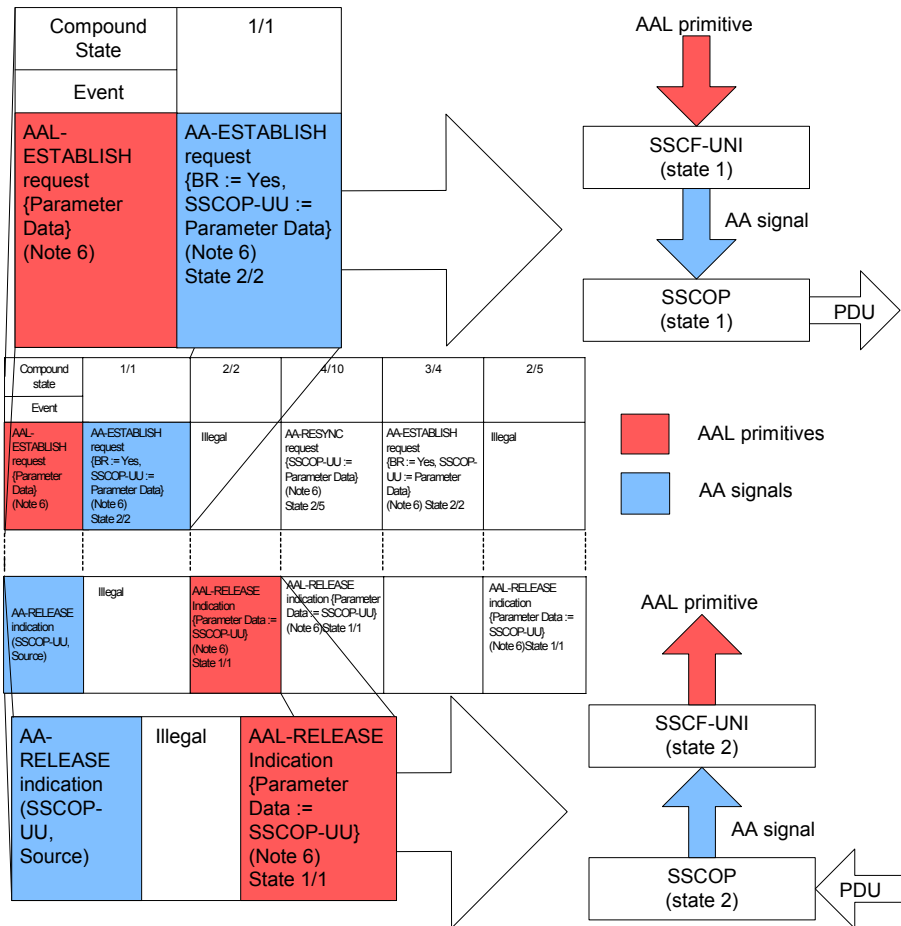 Compound
State
1/1
Event
AAL-
ESTABLISH
request
{Parameter
Data}
(Note 6)
AA-ESTABLISH
request
{BR := Yes,
SSCOP-UU :=
Parameter Data}
(Note 6)
State 2/2
AAL primitive
SSCF-UNI
(state 1)
AA signal
SSCOP
(state 1)
PDU
Compound
state
1/1
2/2
4/10
3/4
2/5
Event
AAL-
ESTABLISH
request
{Parameter
Data}
(Note 6)
AA-ESTABLISH
request
{BR := Yes,
SSCOP-UU :=
Parameter Data}
(Note 6)
State 2/2
Illegal
AA-RESYNC
request
{SSCOP-UU :=
Parameter Data}
(Note 6)
State 2/5
AA-ESTABLISH
request
{BR := Yes, SSCOP-
UU := Parameter
Data}
(Note 6) State 2/2
Illegal
AAL primitives
AA signals
AA-RELEASE
indication
(SSCOP-UU,
Source)
Illegal
AAL-RELEASE
Indication
{Parameter Data :=
SSCOP-UU}
(Note 6)
State 1/1
AAL-RELEASE
indication {Parameter
Data := SSCOP-UU}
(Note 6)State 1/1
AAL-RELEASE
indication
{Parameter Data :=
SSCOP-UU}
(Note 6)State 1/1
AA-
RELEASE
indication
(SSCOP-
UU,
Source)
Illegal
AAL-RELEASE
Indication
{Parameter
Data :=
SSCOP-UU}
(Note 6)
State 1/1
AAL primitive
SSCF-UNI
(state 2)
AA signal
SSCOP
(state 2)
PDU